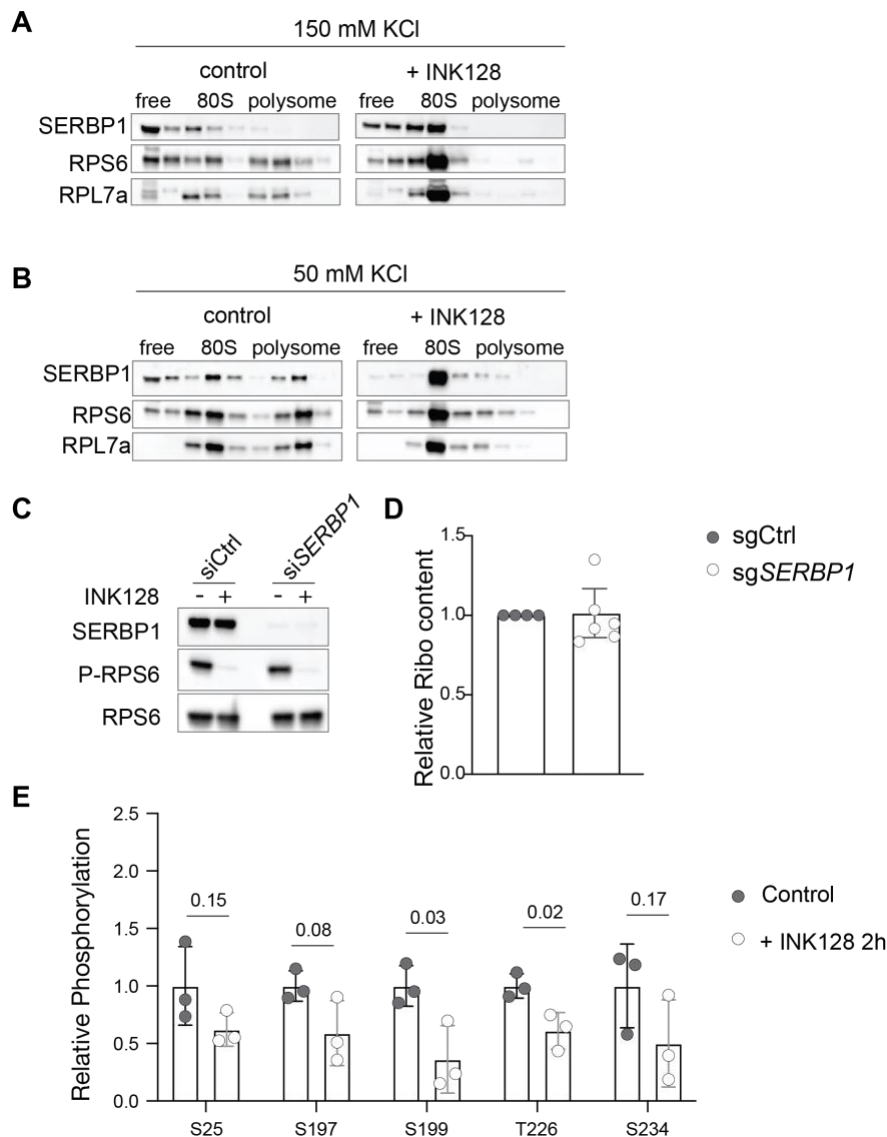 A
150 mM KCl
control + INK128
free 80S polysome free 80S polysome
SERBP1
RPS6
RPL7a
B
50 mM KCl
control + INK128
free 80S polysome free 80S polysome
SERBP1
RPS6
RPL7a
C
siCtrl siSERBP1
INK128 - + - +
SERBP1
P-RPS6
RPS6
D
Relative Ribo content
1.5
1.0
0.5
0.0
sgCtrl
sgSERBP1
E
Relative Phosphorylation
2.5
2.0
1.5
1.0
0.5
0.0
0.15 0.08 0.03 0.02 0.17
S25 S197 S199 T226 S234
Control
+ INK128 2h